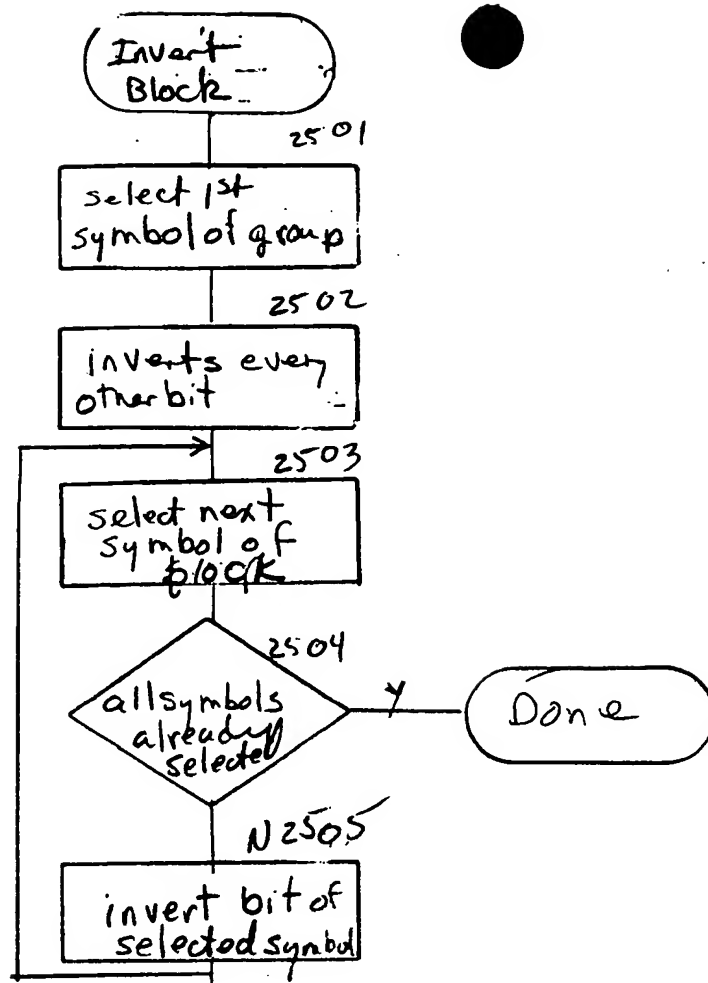 Invert
Block
2501
select 1st
symbol of group
2502
inverts every
other bit
2503
select next
symbol of
block
2504
all symbols
already
selected
Y
Done
N 2505
invert bit of
selected symbol